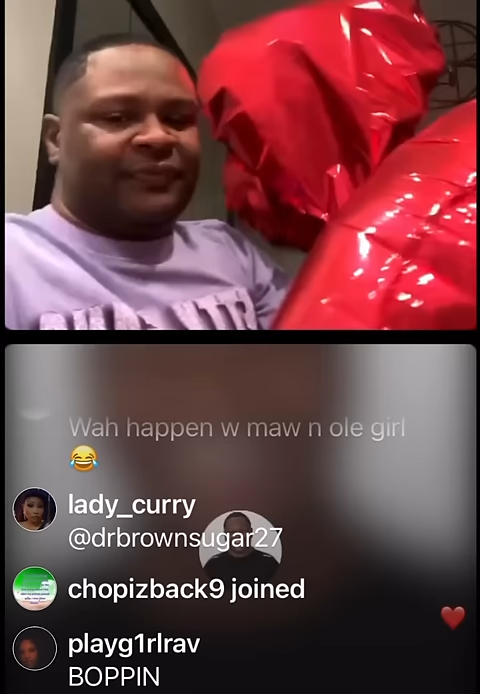 Wah happen w maw n ole girl
😂
lady_curry
@drbrownsugar27
chopizback9 joined
playg1rlrav
BOPPIN